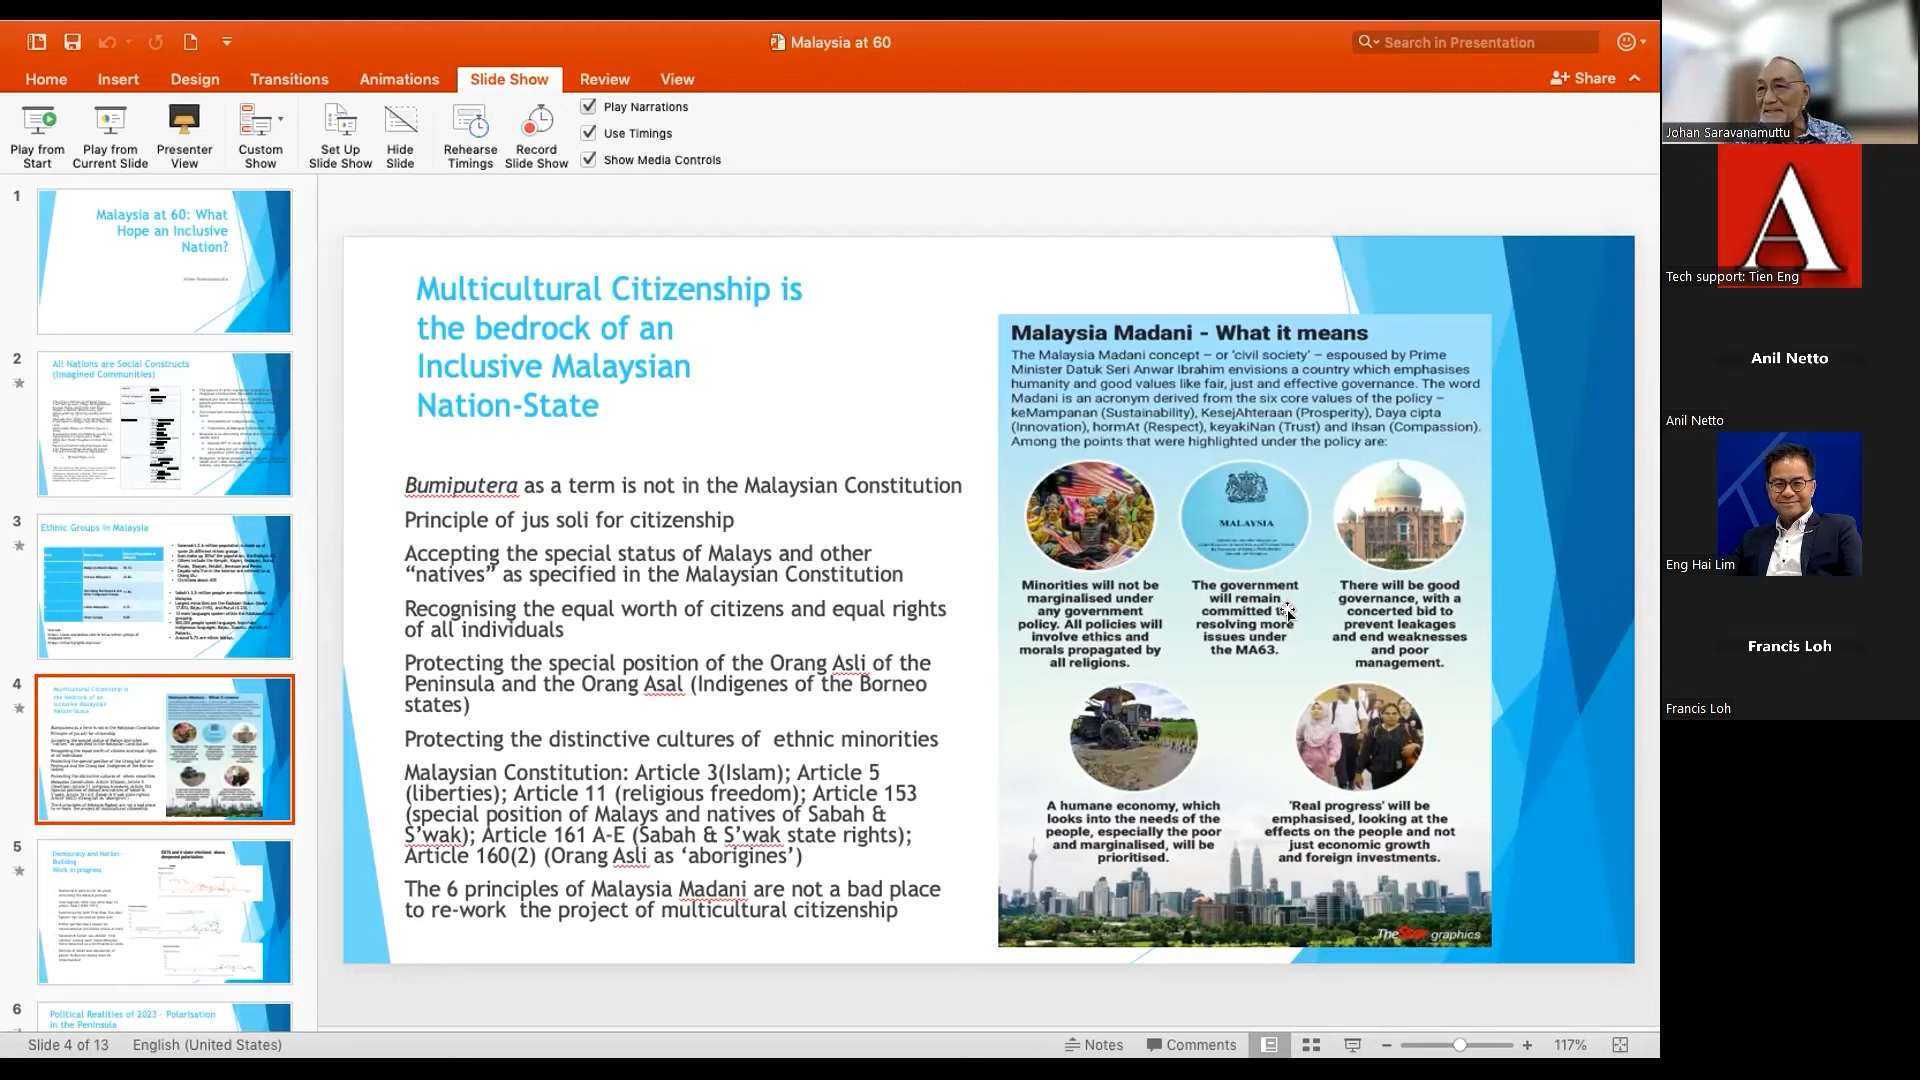 Malaysia at 60
Search in Presentation
Home
Insert
Design
Transitions
Animations
Slide Show
Review
View
Share
Play from
Start
Play from
Current Slide
Presenter
View
Custom
Show
Set Up
Slide Show
Hide
Slide
Rehearse
Timings
Record
Slide Show
Play Narrations
Use Timings
Show Media Controls
1
Malaysia at 60: What
Hope an Inclusive
Nation?
2
All Nations are Social Constructs
(Imagined Communities)
3
Ethnic Groups in Malaysia
4
Multicultural Citizenship is
the bedrock of an
Inclusive Malaysian
Nation-State
5
Democracy and Nation-
Building
Work in progress
6
Political Realities of 2023 - Polarisation
in the Peninsula
Multicultural Citizenship is
the bedrock of an
Inclusive Malaysian
Nation-State
Bumiputera as a term is not in the Malaysian Constitution
Principle of jus soli for citizenship
Accepting the special status of Malays and other
“natives” as specified in the Malaysian Constitution
Recognising the equal worth of citizens and equal rights
of all individuals
Protecting the special position of the Orang Asli of the
Peninsula and the Orang Asal (Indigenes of the Borneo
states)
Protecting the distinctive cultures of  ethnic minorities
Malaysian Constitution: Article 3(Islam); Article 5
(liberties); Article 11 (religious freedom); Article 153
(special position of Malays and natives of Sabah &
S’wak); Article 161 A-E (Sabah & S’wak state rights);
Article 160(2) (Orang Asli as ‘aborigines’)
The 6 principles of Malaysia Madani are not a bad place
to re-work  the project of multicultural citizenship
Malaysia Madani - What it means
The Malaysia Madani concept – or ‘civil society’ – espoused by Prime
Minister Datuk Seri Anwar Ibrahim envisions a country which emphasises
humanity and good values like fair, just and effective governance. The word
Madani is an acronym derived from the six core values of the policy –
keMampanan (Sustainability), KesejAhteraan (Prosperity), Daya cipta
(Innovation), hormAt (Respect), keyakiNan (Trust) and Ihsan (Compassion).
Among the points that were highlighted under the policy are:
MALAYSIA
Minorities will not be
marginalised under
any government
policy. All policies will
involve ethics and
morals propagated by
all religions.
The government
will remain
committed to
resolving more
issues under
the MA63.
There will be good
governance, with a
concerted bid to
prevent leakages
and end weaknesses
and poor
management.
A humane economy, which
looks into the needs of the
people, especially the poor
and marginalised, will be
prioritised.
‘Real progress’ will be
emphasised, looking at the
effects on the people and not
just economic growth
and foreign investments.
TheStar graphics
Slide 4 of 13
English (United States)
Notes
Comments
117%
Johan Saravanamuttu
A
Tech support: Tien Eng
Anil Netto
Anil Netto
Eng Hai Lim
Francis Loh
Francis Loh